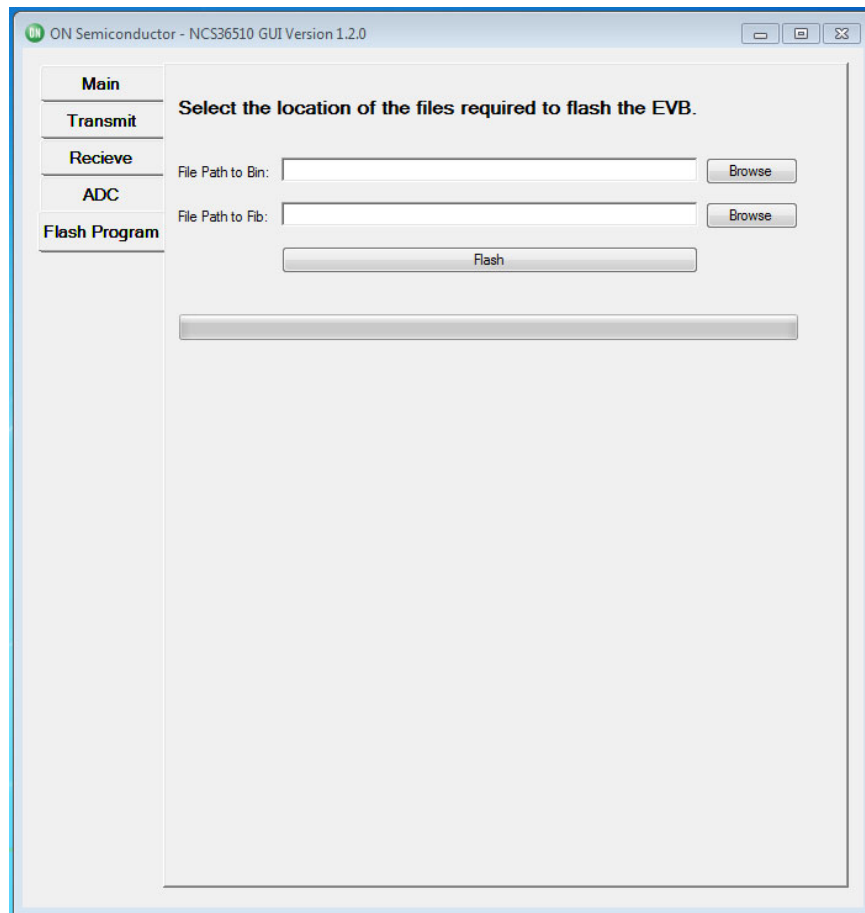 ON ON Semiconductor - NCS36510 GUI Version 1.2.0
Main
Transmit
Recieve
ADC
Flash Program
Select the location of the files required to flash the EVB.
File Path to Bin: Browse
File Path to Fib: Browse
Flash